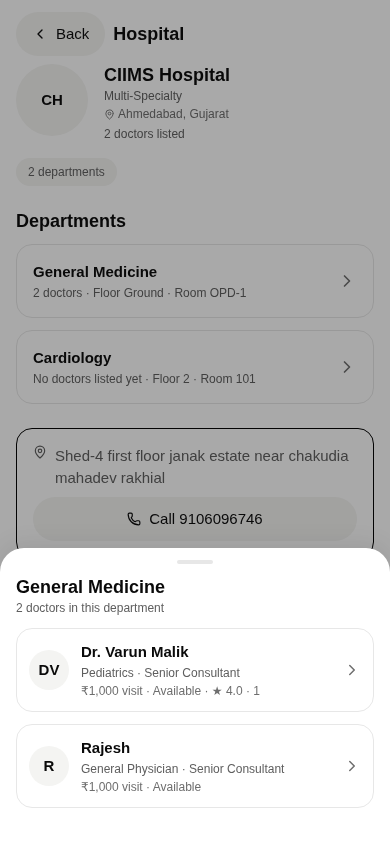 Back
Hospital
CH
CIIMS Hospital
Multi-Specialty
Ahmedabad, Gujarat
2 doctors listed
2 departments
Departments
General Medicine
2 doctors · Floor Ground · Room OPD-1
Cardiology
No doctors listed yet · Floor 2 · Room 101
Shed-4 first floor janak estate near chakudia
mahadev rakhial
Call 9106096746
General Medicine
2 doctors in this department
DV
Dr. Varun Malik
Pediatrics · Senior Consultant
₹1,000 visit · Available · ★ 4.0 · 1
R
Rajesh
General Physician · Senior Consultant
₹1,000 visit · Available